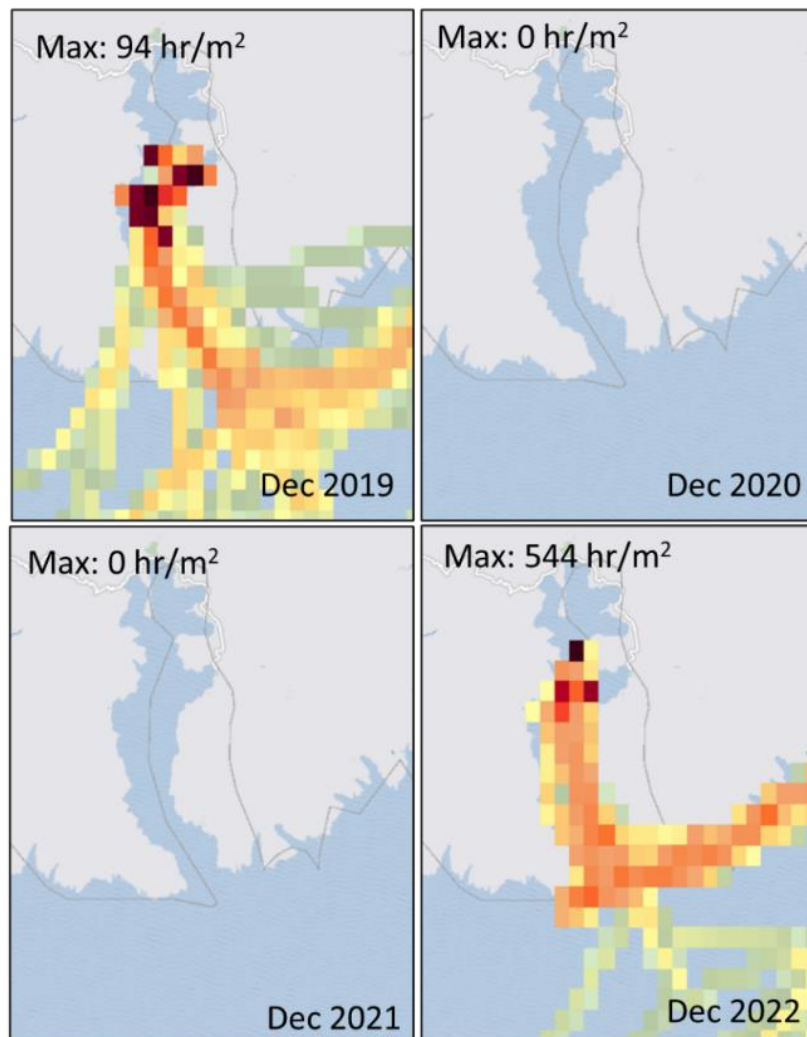 Max: 94 hr/m²
Dec 2019
Max: 0 hr/m²
Dec 2020
Max: 0 hr/m²
Dec 2021
Max: 544 hr/m²
Dec 2022